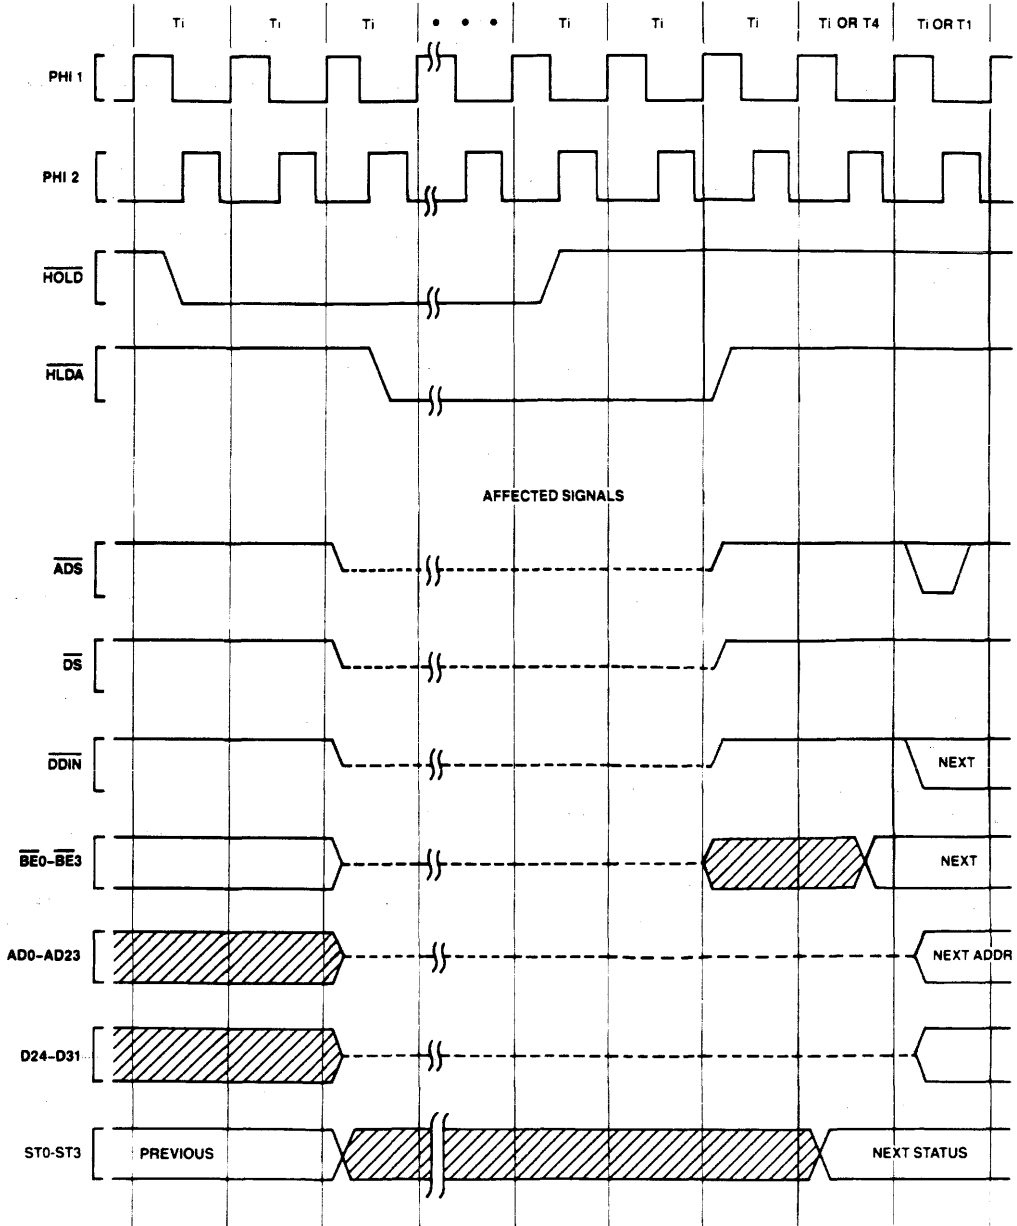 Ti Ti Ti • • • Ti Ti Ti Ti OR T4 Ti OR T1
PHI 1
PHI 2
HOLD
HLDA
AFFECTED SIGNALS
ADS
DS
DDIN
NEXT
BE0–BE3
NEXT
AD0–AD23
NEXT ADDR
D24–D31
ST0-ST3
PREVIOUS
NEXT STATUS